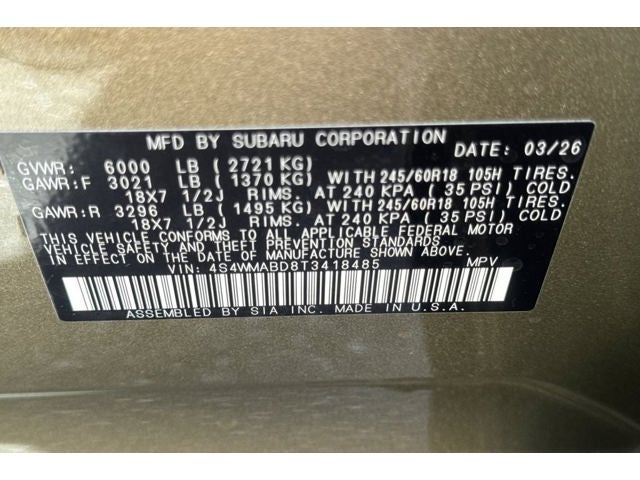 MFD BY SUBARU CORPORATION DATE: 03/26
GVWR: 6000 LB (2721 KG)
GAWR: F 3021 LB (1370 KG) WITH 245/60R18 105H TIRES.
18X7 1/2J RIMS. AT 240 KPA (35 PSI) COLD
GAWR: R 3296 LB (1495 KG) WITH 245/60R18 105H TIRES.
18X7 1/2J RIMS. AT 240 KPA (35 PSI) COLD
THIS VEHICLE CONFORMS TO ALL APPLICABLE FEDERAL MOTOR
VEHICLE SAFETY AND THEFT PREVENTION STANDARDS
IN EFFECT ON THE DATE OF MANUFACTURE SHOWN ABOVE.
VIN: 4S4WMABD8T3418485 MPV
ASSEMBLED BY SIA INC. MADE IN U.S.A.